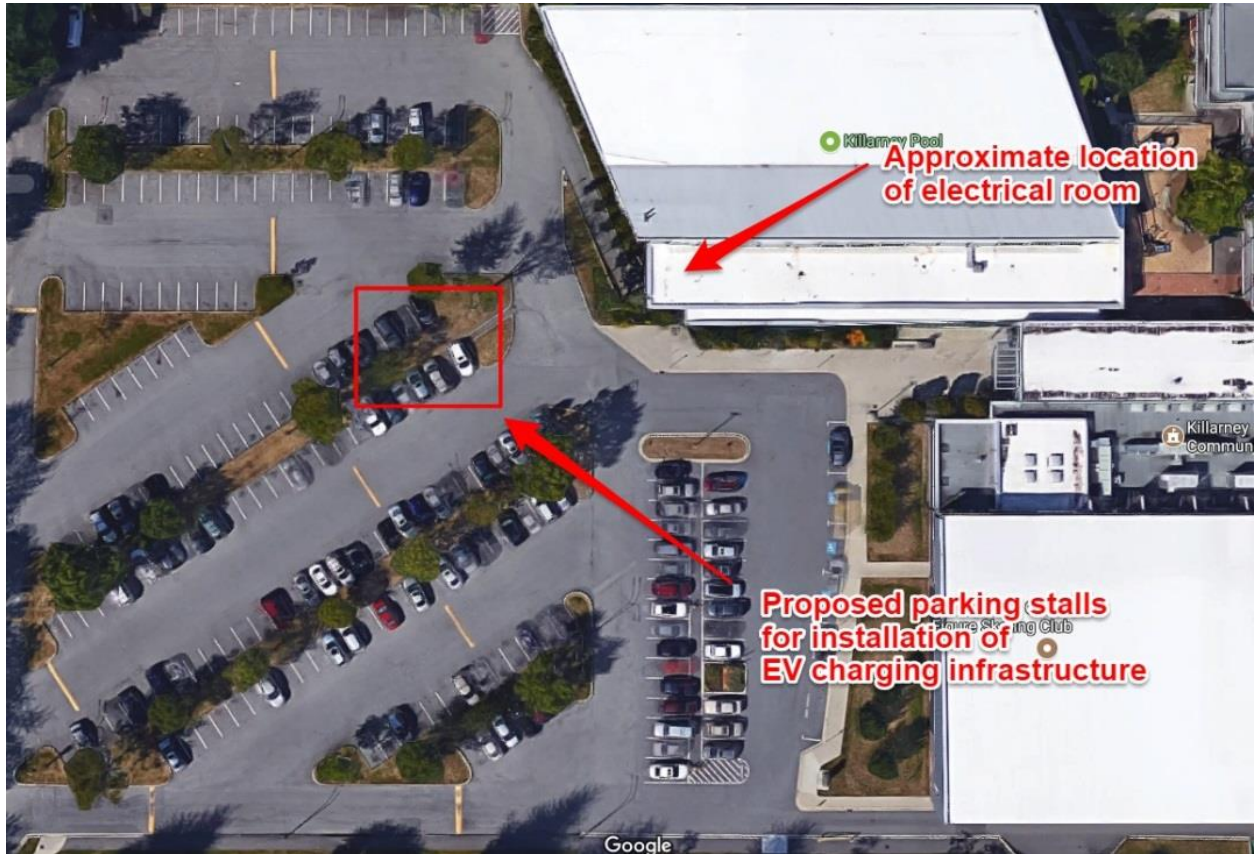 Killarney Pool
Approximate location
of electrical room
Killarney
Commun
Proposed parking stalls
for installation of
Figure Skating Club
EV charging infrastructure
Google